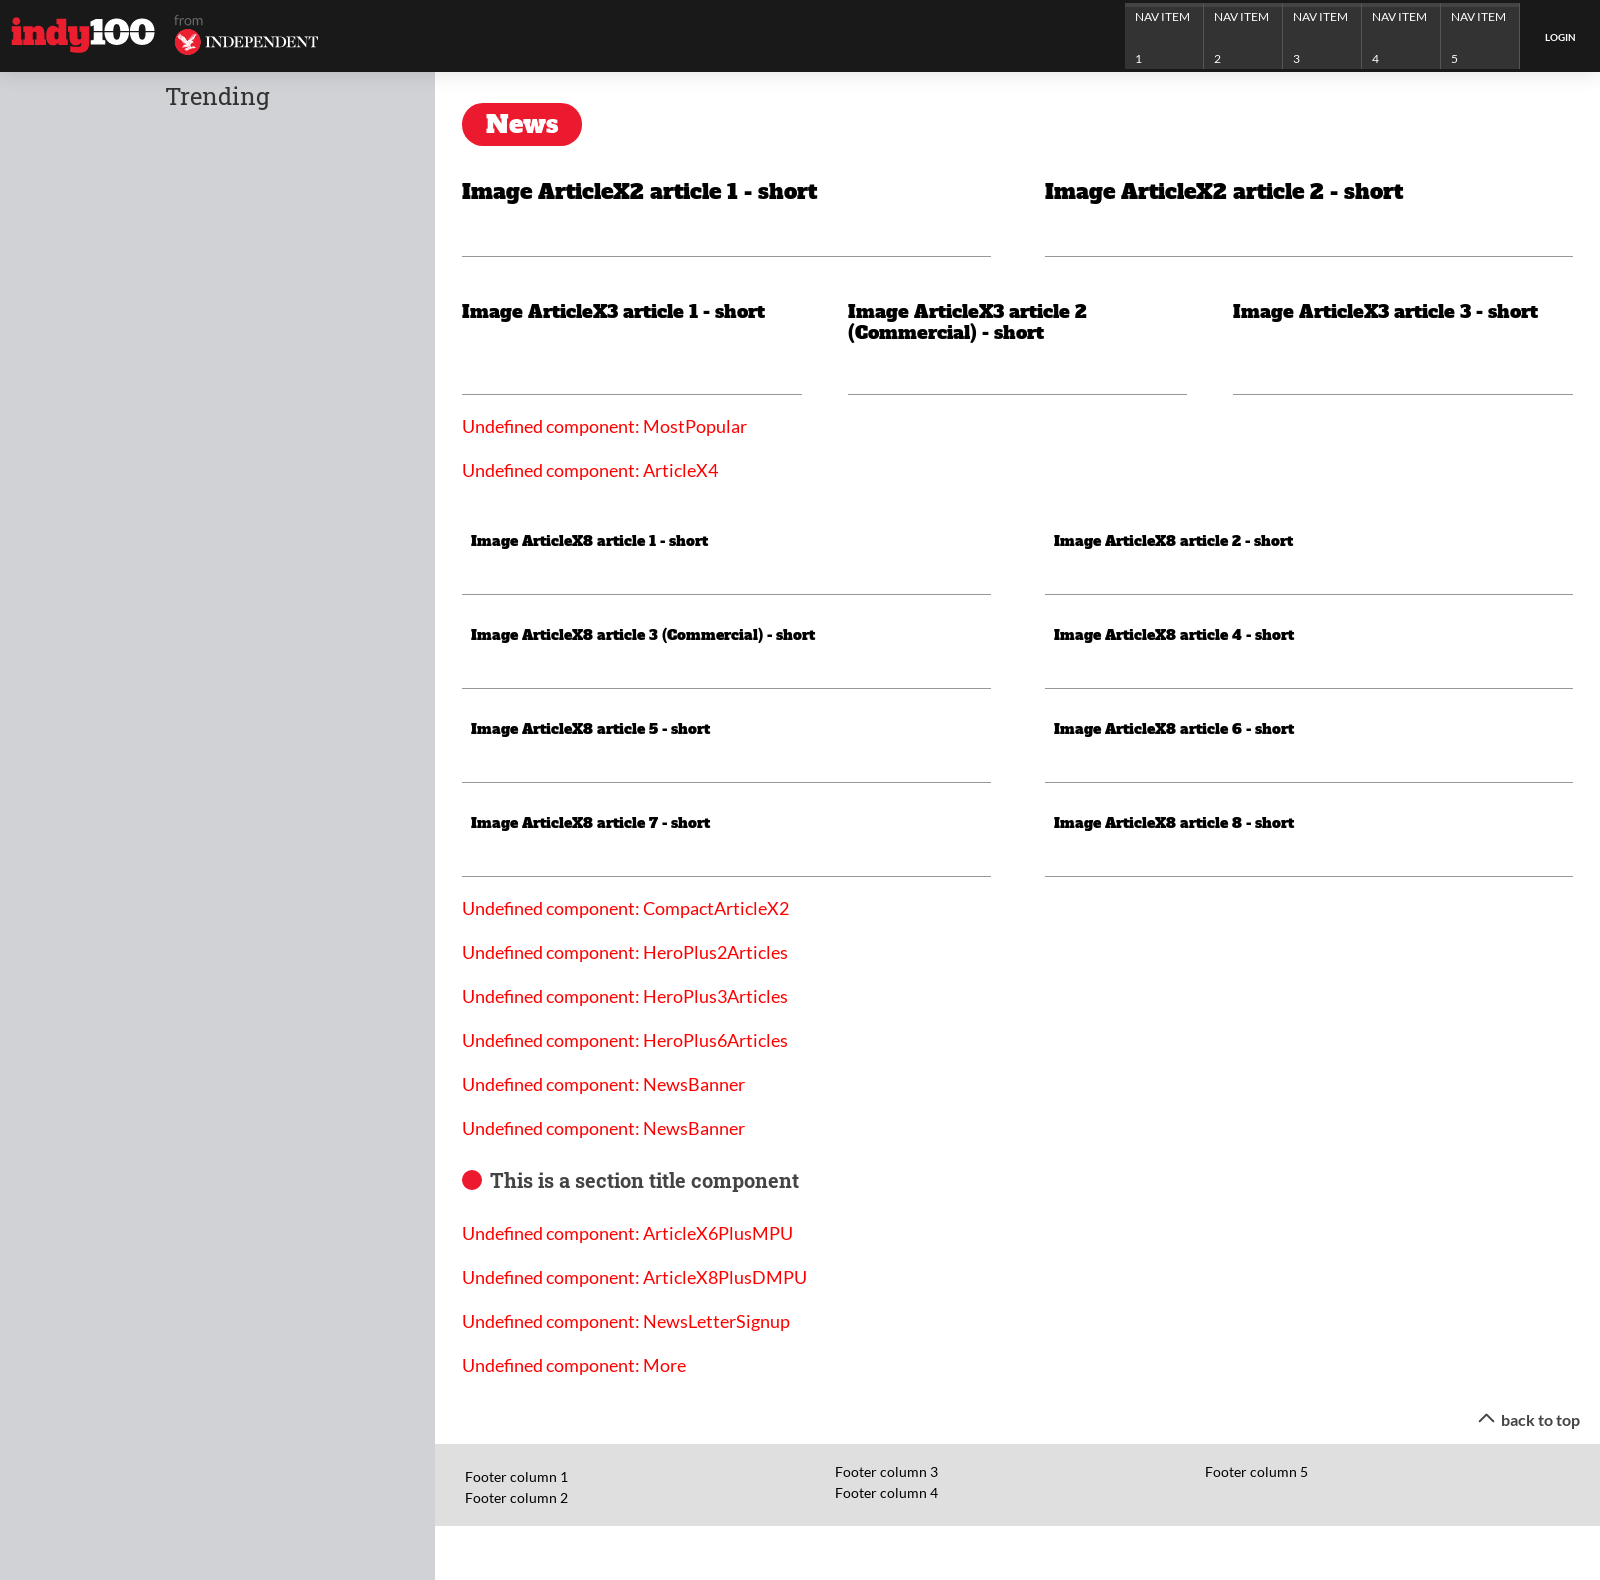 indy100
from
INDEPENDENT
NAV ITEM 1
NAV ITEM 2
NAV ITEM 3
NAV ITEM 4
NAV ITEM 5
LOGIN
Trending
News
Image ArticleX2 article 1 - short
Image ArticleX2 article 2 - short
Image ArticleX3 article 1 - short
Image ArticleX3 article 2
(Commercial) - short
Image ArticleX3 article 3 - short
Undefined component: MostPopular
Undefined component: ArticleX4
Image ArticleX8 article 1 - short
Image ArticleX8 article 2 - short
Image ArticleX8 article 3 (Commercial) - short
Image ArticleX8 article 4 - short
Image ArticleX8 article 5 - short
Image ArticleX8 article 6 - short
Image ArticleX8 article 7 - short
Image ArticleX8 article 8 - short
Undefined component: CompactArticleX2
Undefined component: HeroPlus2Articles
Undefined component: HeroPlus3Articles
Undefined component: HeroPlus6Articles
Undefined component: NewsBanner
Undefined component: NewsBanner
This is a section title component
Undefined component: ArticleX6PlusMPU
Undefined component: ArticleX8PlusDMPU
Undefined component: NewsLetterSignup
Undefined component: More
back to top
Footer column 1
Footer column 2
Footer column 3
Footer column 4
Footer column 5